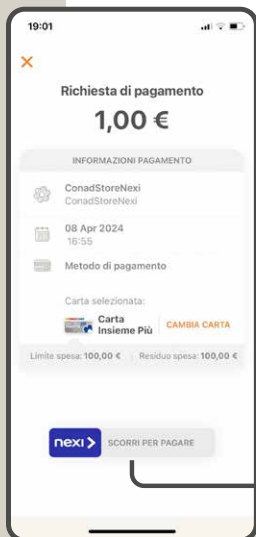 19:01
Richiesta di pagamento
1,00 €
INFORMAZIONI PAGAMENTO
ConadStoreNexi
ConadStoreNexi
08 Apr 2024
16:55
Metodo di pagamento
Carta selezionata:
Carta
Insieme Più
CAMBIA CARTA
Limite spesa: 100,00 € Residuo spesa: 100,00 €
nexi SCORRI PER PAGARE